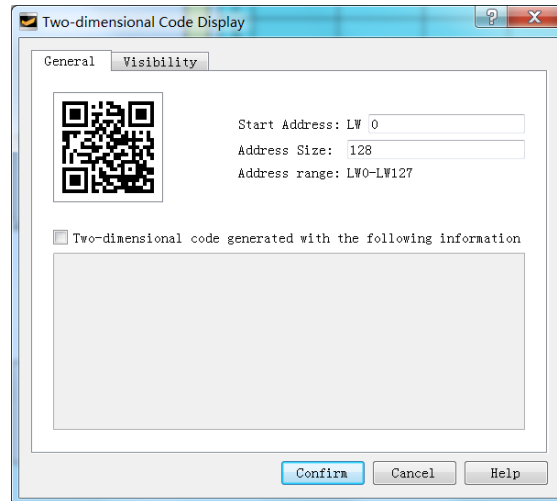 Two-dimensional Code Display
General Visibility
Start Address: LW 0
Address Size: 128
Address range: LW0-LW127
Two-dimensional code generated with the following information
Confirm Cancel Help